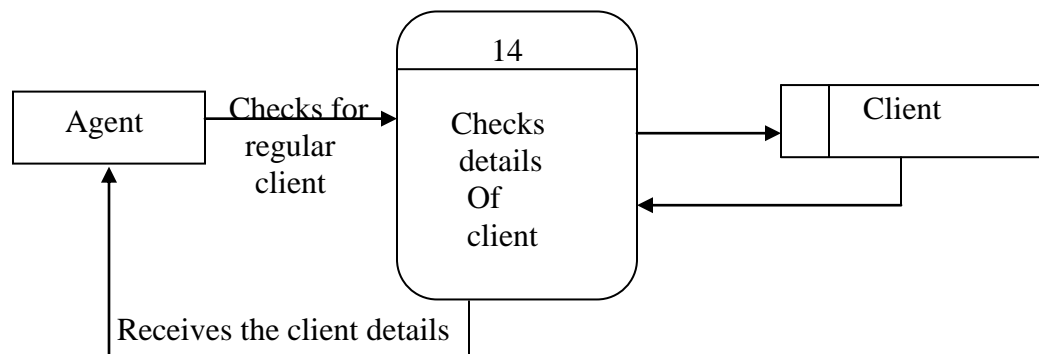 14
Agent
Checks for
regular
client
Checks
details
Of
client
Client
Receives the client details